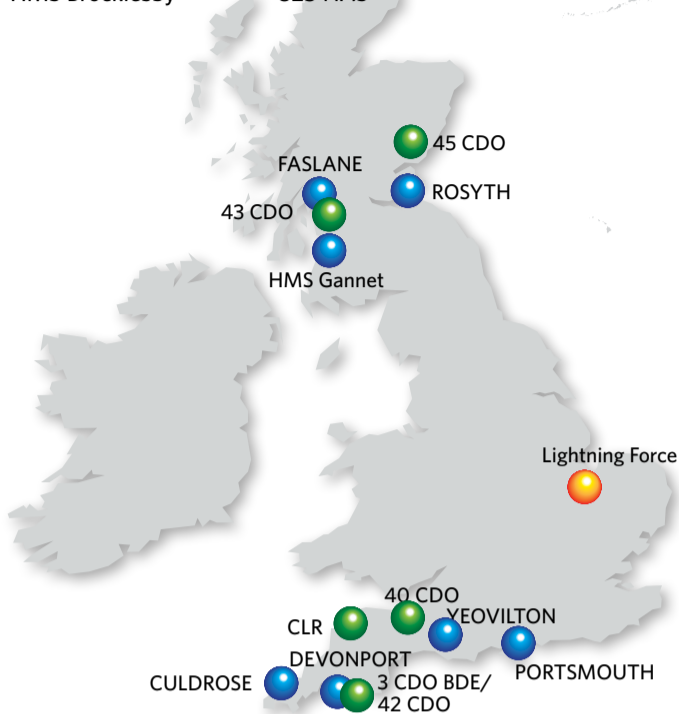 45 CDO
FASLANE
ROSYTH
43 CDO
HMS Gannet
Lightning Force
40 CDO
YEOVILTON
CLR
DEVONPORT
PORTSMOUTH
CULDROSE
3 CDO BDE/
42 CDO